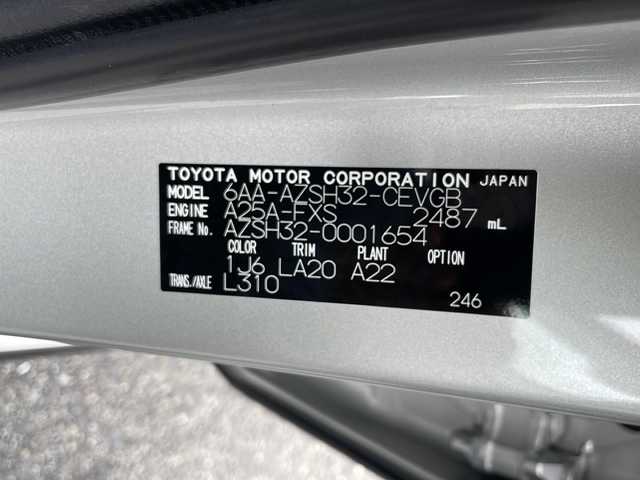 TOYOTA MOTOR CORPORATION JAPAN
MODEL 6AA-AZSH32-CEVGB
ENGINE A25A-FXS 2487 mL
FRAME No. AZSH32-0001654
COLOR TRIM PLANT OPTION
1J6 LA20 A22
TRANS./AXLE L310
246